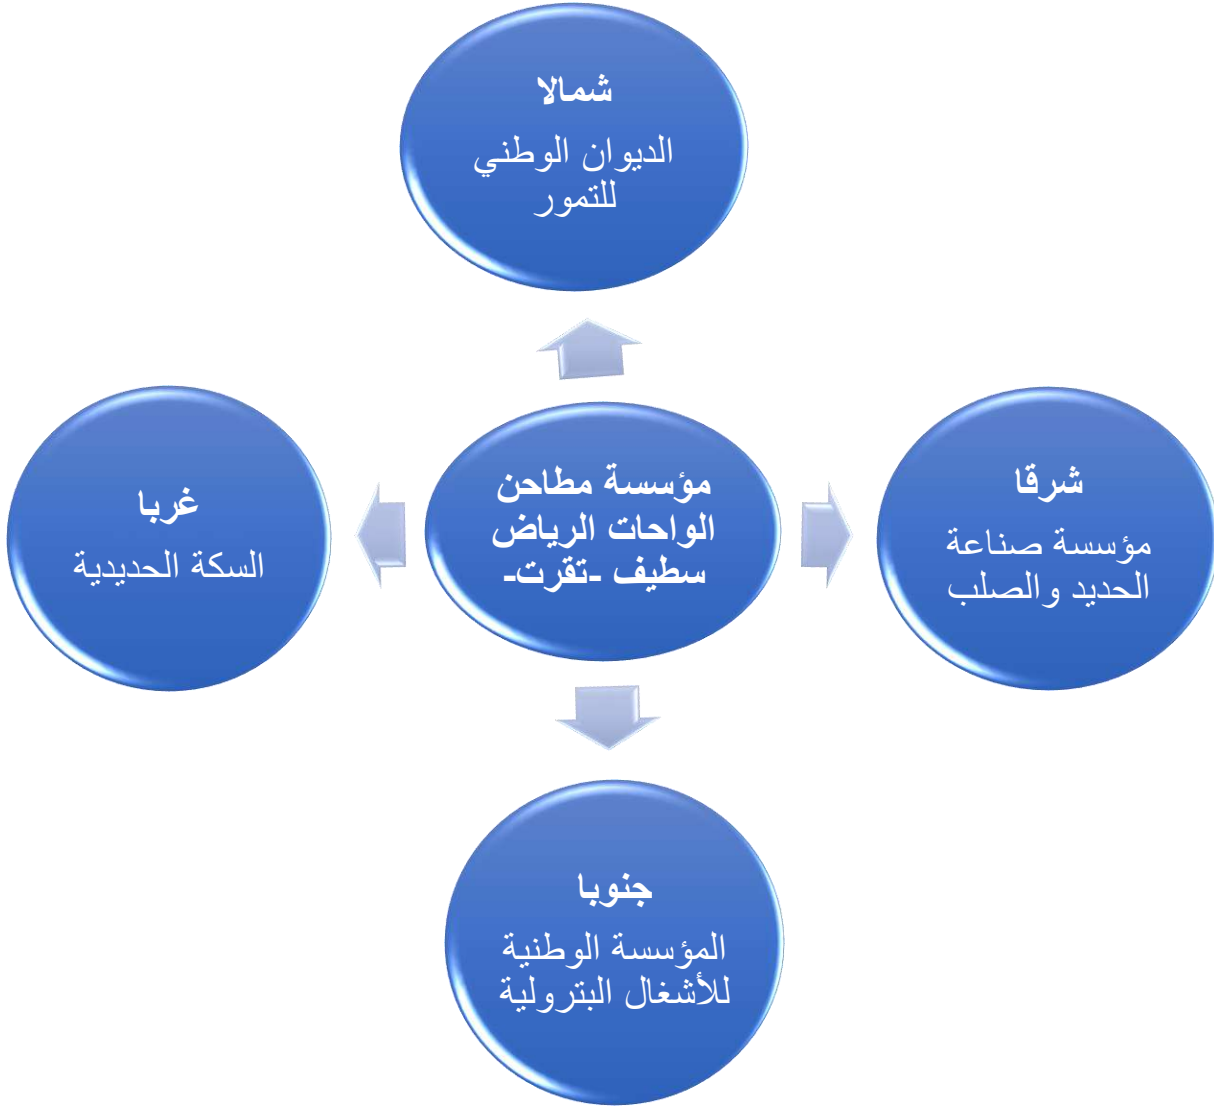 شمالا
الديوان الوطني
للتمور
شرقا
مؤسسة صناعة
الحديد والصلب
مؤسسة مطاحن
الواحات الرياض
سطيف -تقرت-
غربا
السكة الحديدية
جنوبا
المؤسسة الوطنية
للأشغال البترولية